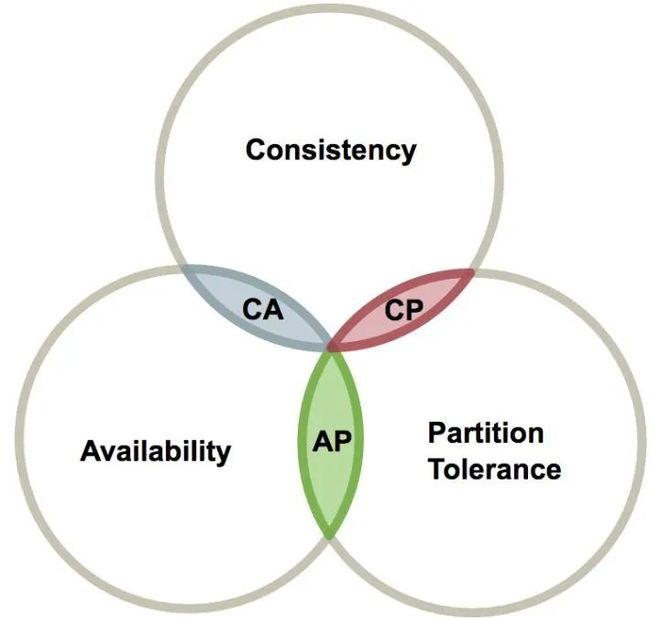 Consistency
CA
CP
Availability
AP
Partition
Tolerance